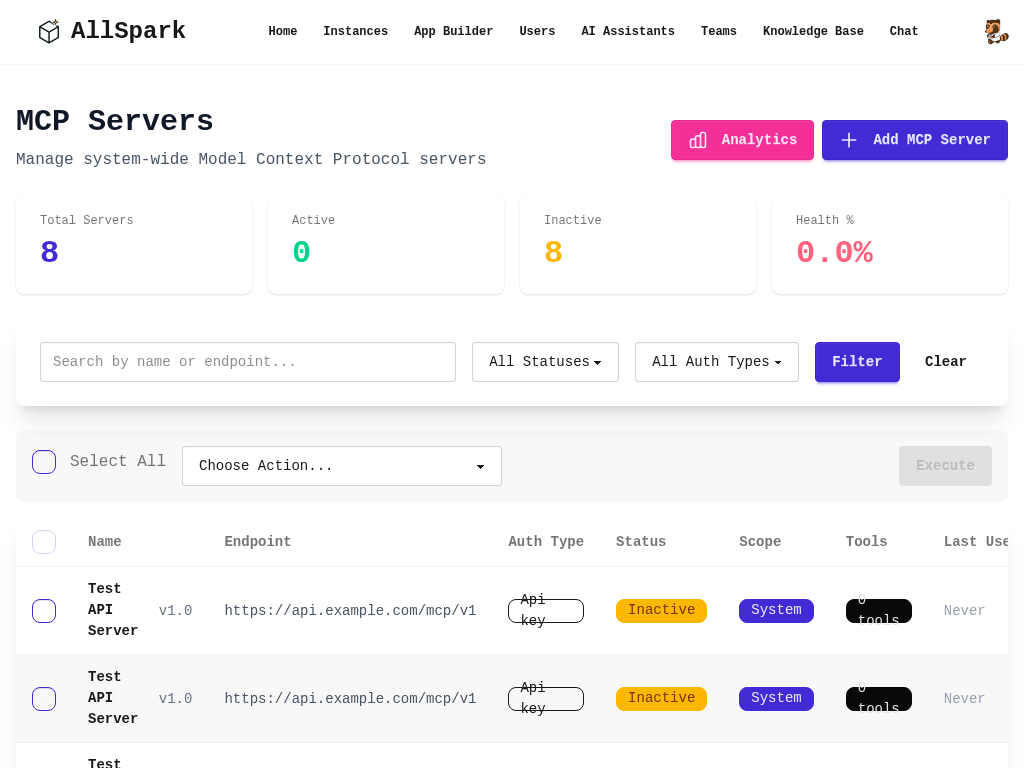 AllSpark
Home Instances App Builder Users AI Assistants Teams Knowledge Base Chat
MCP Servers
Manage system-wide Model Context Protocol servers
Analytics
Add MCP Server
Total Servers
8
Active
0
Inactive
8
Health %
0.0%
Search by name or endpoint...
All Statuses
All Auth Types
Filter
Clear
Select All
Choose Action...
Execute
Name Endpoint Auth Type Status Scope Tools Last Use
Test API Server v1.0 https://api.example.com/mcp/v1 Api key Inactive System 0 tools Never
Test API Server v1.0 https://api.example.com/mcp/v1 Api key Inactive System 0 tools Never
Test